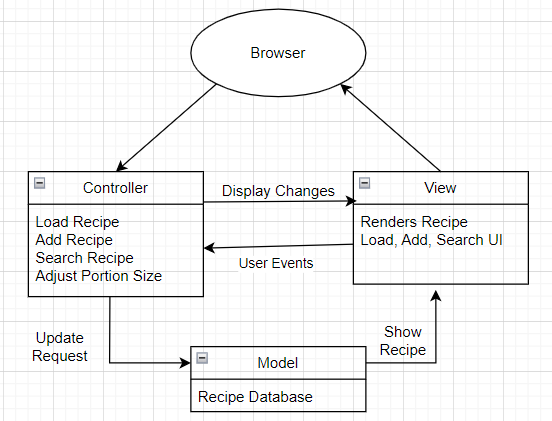 Browser
Controller
Display Changes
View
Load Recipe
Add Recipe
Search Recipe
Adjust Portion Size
Renders Recipe
Load, Add, Search UI
User Events
Update
Request
Show
Recipe
Model
Recipe Database